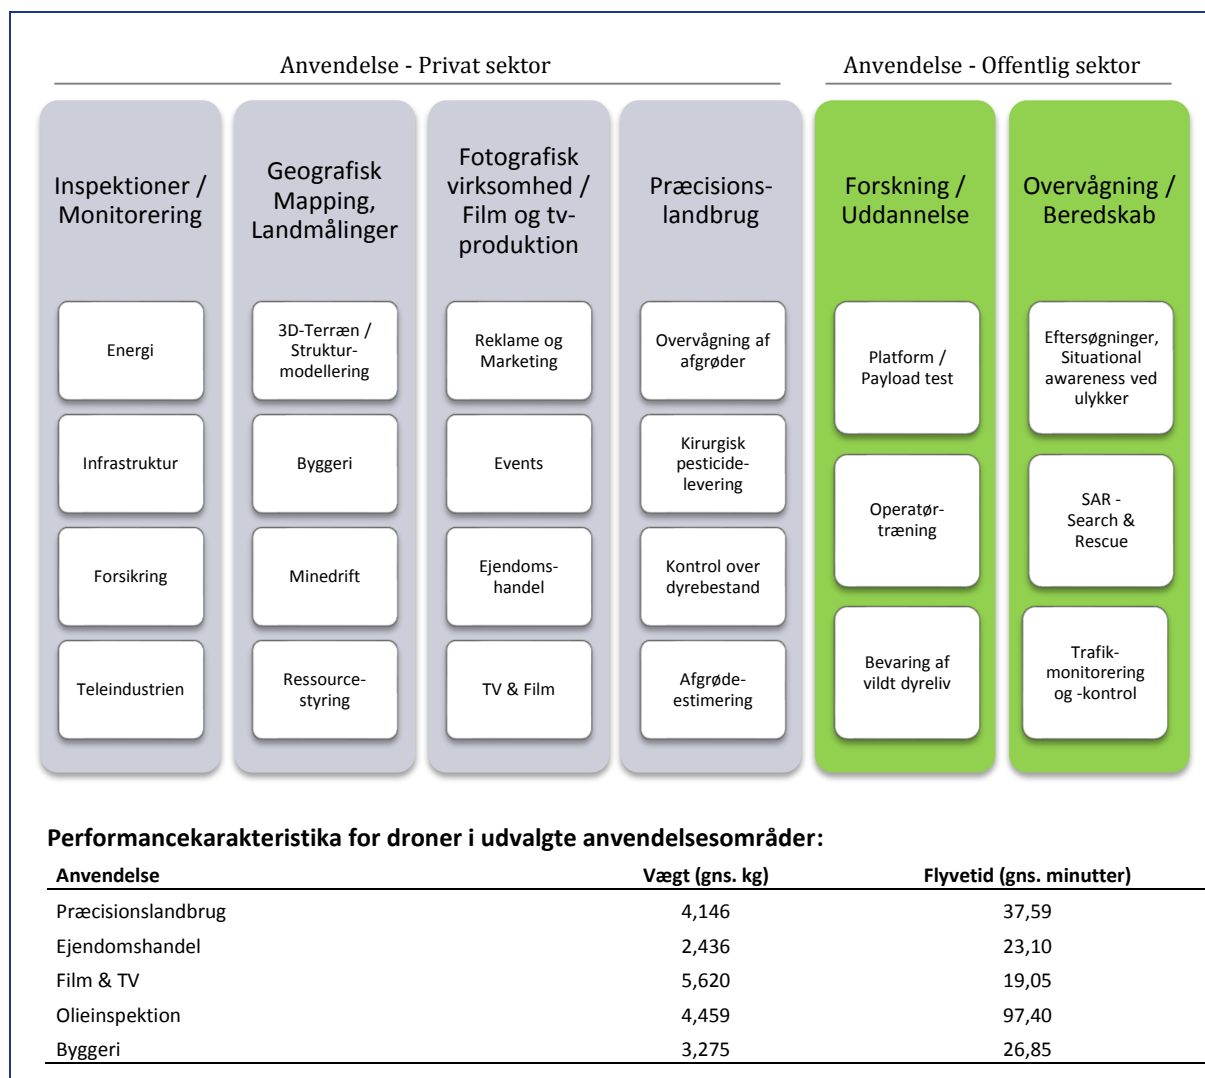 Anvendelse - Privat sektor
Anvendelse - Offentlig sektor
Inspektioner /
Monitorering
Energi
Infrastruktur
Forsikring
Teleindustrien
Geografisk
Mapping,
Landmålinger
3D-Terræn /
Struktur-
modellering
Byggeri
Minedrift
Ressource-
styring
Fotografisk
virksomhed /
Film og tv-
produktion
Reklame og
Marketing
Events
Ejendoms-
handel
TV & Film
Præcisions-
landbrug
Overvågning af
afgrøder
Kirurgisk
pesticide-
levering
Kontrol over
dyrebestand
Afgrøde-
estimering
Forskning /
Uddannelse
Platform /
Payload test
Operatør-
træning
Bevaring af
vildt dyreliv
Overvågning /
Beredskab
Eftersøgninger,
Situational
awareness ved
ulykker
SAR -
Search &
Rescue
Trafik-
monitorering
og -kontrol
Performancekarakteristika for droner i udvalgte anvendelsesområder:
Anvendelse Vægt (gns. kg) Flyvetid (gns. minutter)
Præcisionslandbrug 4,146 37,59
Ejendomshandel 2,436 23,10
Film & TV 5,620 19,05
Olieinspektion 4,459 97,40
Byggeri 3,275 26,85